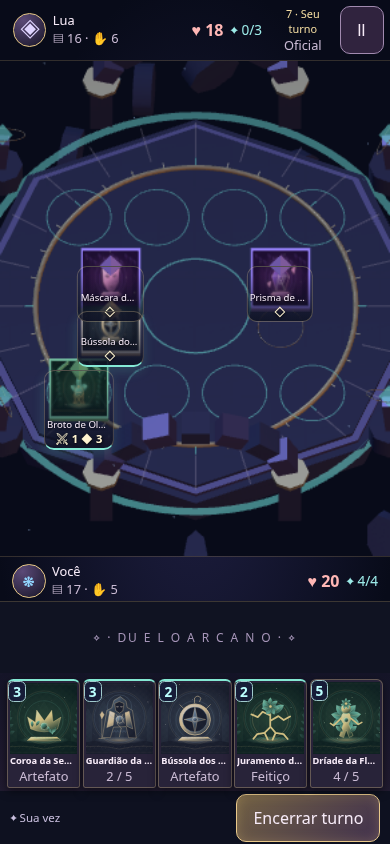 Lua
16 · 6
18
0/3
7 · Seu
turno
Oficial
Máscara d...
Prisma de ...
Bússola do...
Broto de Ol...
1 3
Você
17 · 5
20
4/4
· DUELO ARCANO ·
3
3
2
2
5
Coroa da Se...
Guardião da ...
Bússola dos ...
Juramento d...
Dríade da Fl...
Artefato
2 / 5
Artefato
Feitiço
4 / 5
Sua vez
Encerrar turno